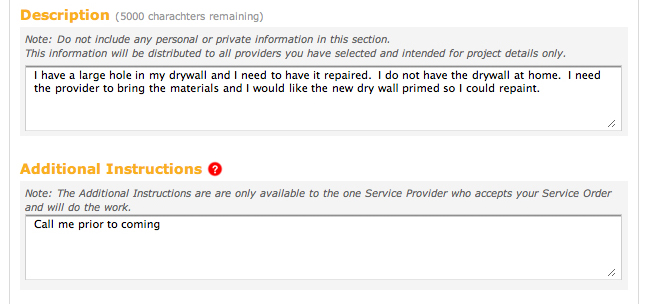 Description (5000 charachters remaining)
Note: Do not include any personal or private information in this section.
This information will be distributed to all providers you have selected and intended for project details only.
I have a large hole in my drywall and I need to have it repaired.  I do not have the drywall at home.  I need
the provider to bring the materials and I would like the new dry wall primed so I could repaint.
Additional Instructions ?
Note: The Additional Instructions are are only available to the one Service Provider who accepts your Service Order
and will do the work.
Call me prior to coming